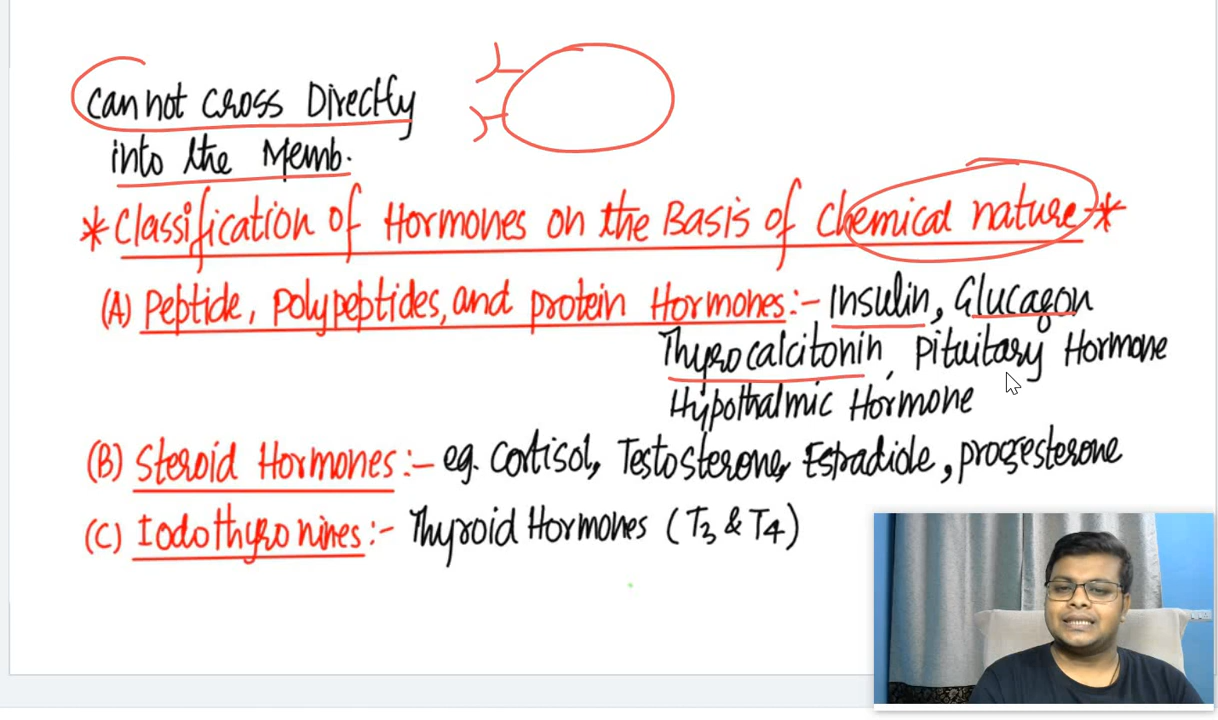 Cannot cross Directly
into the Memb.
*Classification of Hormones on the Basis of Chemical nature*
(A) Peptide, Polypeptides, and protein Hormones:- Insulin, Glucagon
Thyrocalcitonin, Pituitary Hormone
Hypothalmic Hormone
(B) Steroid Hormones:- eg. Cortisol, Testosterone, Estradiole, progesterone
(C) Iodothyronines:- Thyroid Hormones (T3 & T4)